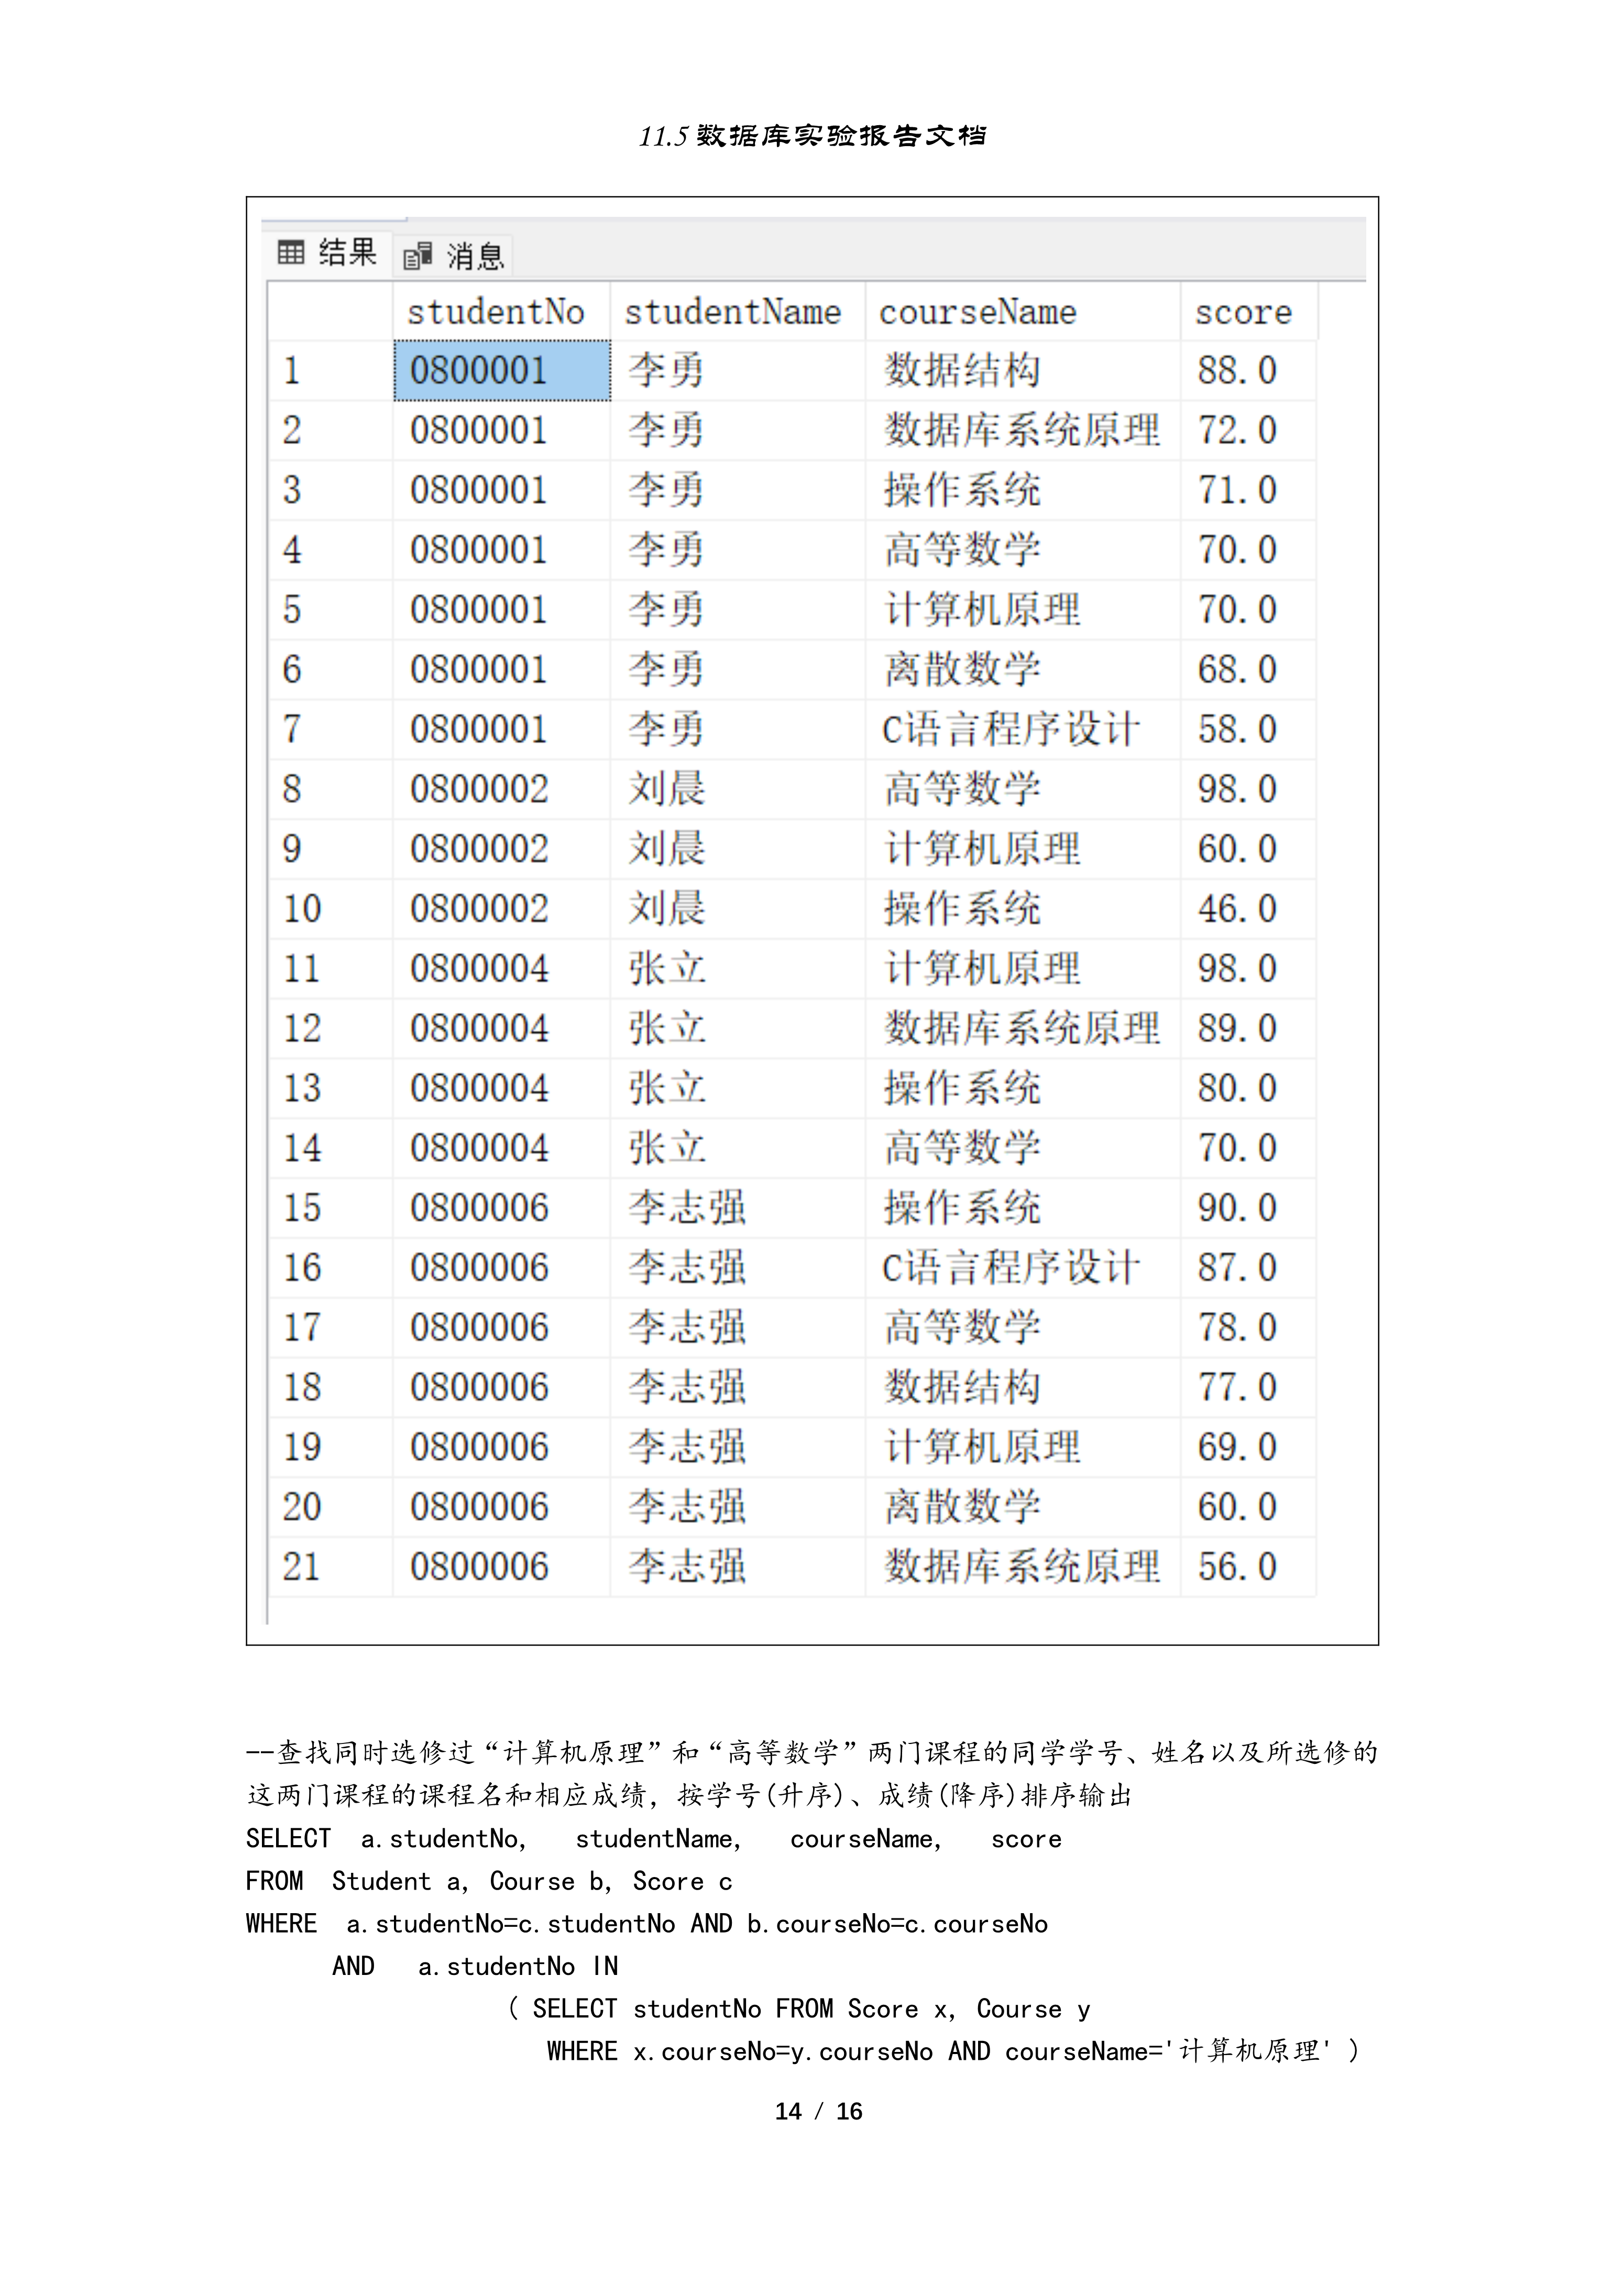 11.5 数据库实验报告文档
结果 消息
studentNo studentName courseName score
1 0800001 李勇 数据结构 88.0
2 0800001 李勇 数据库系统原理 72.0
3 0800001 李勇 操作系统 71.0
4 0800001 李勇 高等数学 70.0
5 0800001 李勇 计算机原理 70.0
6 0800001 李勇 离散数学 68.0
7 0800001 李勇 C语言程序设计 58.0
8 0800002 刘晨 高等数学 98.0
9 0800002 刘晨 计算机原理 60.0
10 0800002 刘晨 操作系统 46.0
11 0800004 张立 计算机原理 98.0
12 0800004 张立 数据库系统原理 89.0
13 0800004 张立 操作系统 80.0
14 0800004 张立 高等数学 70.0
15 0800006 李志强 操作系统 90.0
16 0800006 李志强 C语言程序设计 87.0
17 0800006 李志强 高等数学 78.0
18 0800006 李志强 数据结构 77.0
19 0800006 李志强 计算机原理 69.0
20 0800006 李志强 离散数学 60.0
21 0800006 李志强 数据库系统原理 56.0
--查找同时选修过“计算机原理”和“高等数学”两门课程的同学学号、姓名以及所选修的
这两门课程的课程名和相应成绩，按学号(升序)、成绩(降序)排序输出
SELECT a.studentNo, studentName, courseName, score
FROM Student a, Course b, Score c
WHERE a.studentNo=c.studentNo AND b.courseNo=c.courseNo
AND a.studentNo IN
( SELECT studentNo FROM Score x, Course y
WHERE x.courseNo=y.courseNo AND courseName='计算机原理' )
14 / 16